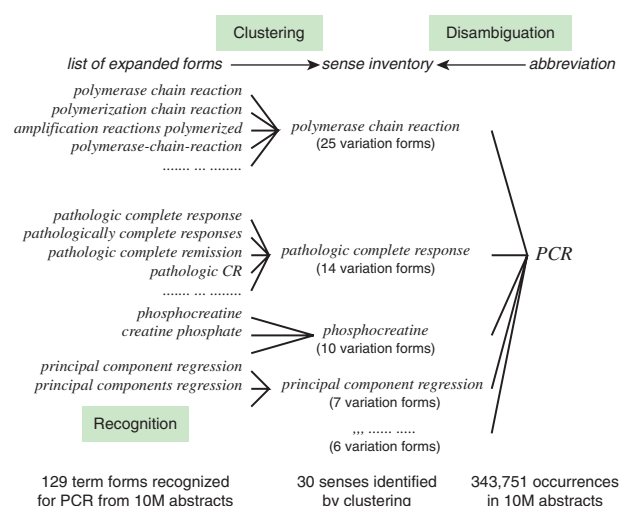 Clustering
Disambiguation
list of expanded forms
sense inventory
abbreviation
polymerase chain reaction
polymerization chain reaction
amplification reactions polymerized
polymerase-chain-reaction
....... ... ........
polymerase chain reaction
(25 variation forms)
pathologic complete response
pathologically complete responses
pathologic complete remission
pathologic CR
....... ... ........
pathologic complete response
(14 variation forms)
PCR
phosphocreatine
creatine phosphate
phosphocreatine
(10 variation forms)
principal component regression
principal components regression
principal component regression
(7 variation forms)
Recognition
,,, ...... .....
(6 variation forms)
129 term forms recognized
for PCR from 10M abstracts
30 senses identified
by clustering
343,751 occurrences
in 10M abstracts